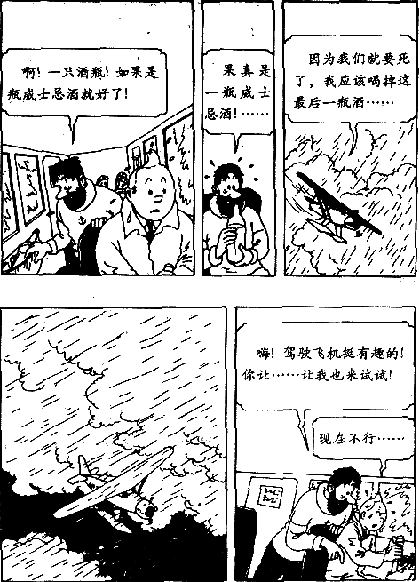 啊！一只酒瓶！如果是
瓶威士忌酒就好了！
果真是
一瓶威士
忌酒！……
因为我们就要死
了，我应该喝掉这
最后一瓶酒……
嗨！驾驶飞机挺有趣的！
你让……让我也来试试！
现在不行……